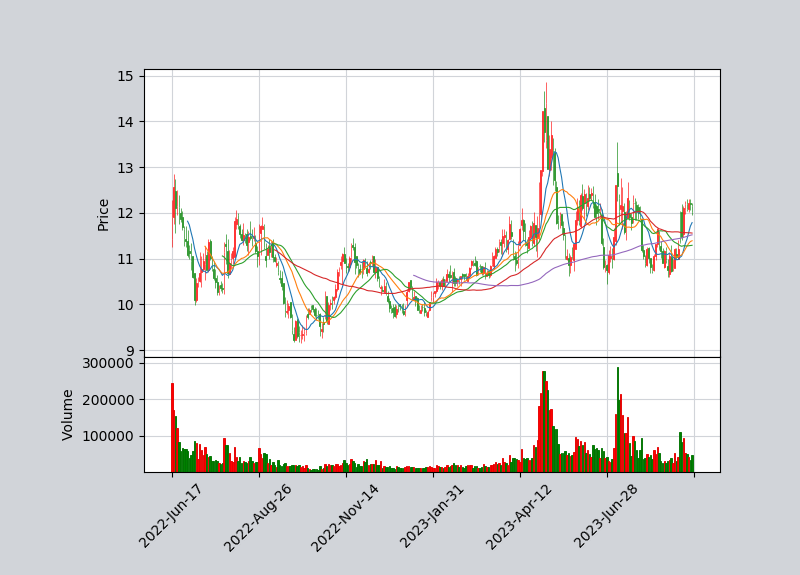 15
14
13
12
11
10
9
Price
300000
200000
100000
Volume
2022-Jun-17
2022-Aug-26
2022-Nov-14
2023-Jan-31
2023-Apr-12
2023-Jun-28